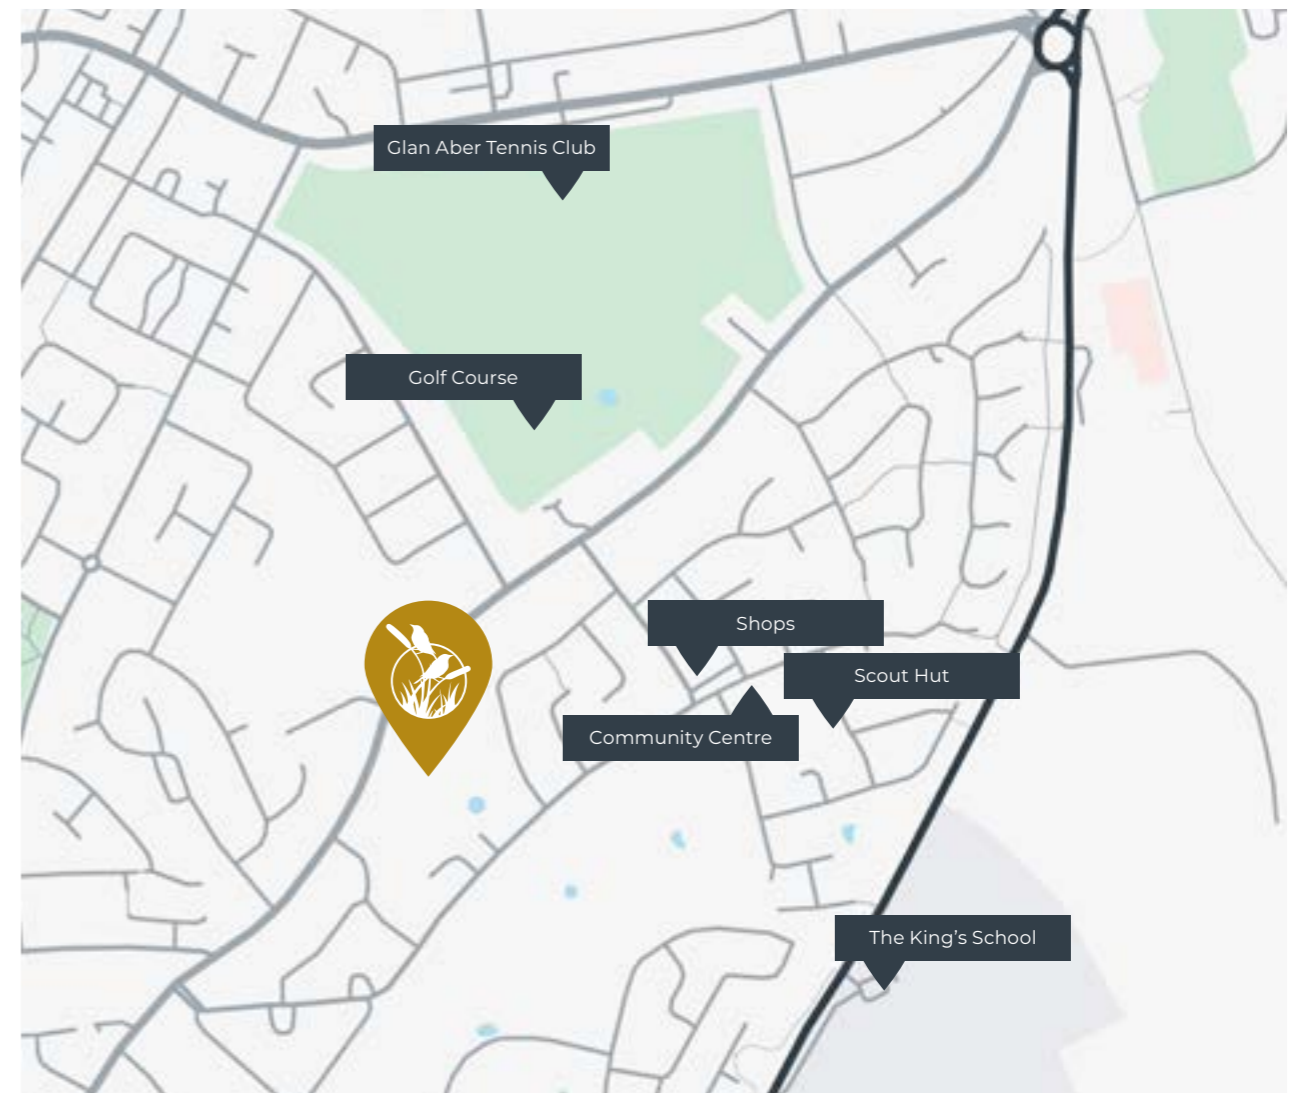 Glan Aber Tennis Club
Golf Course
Shops
Scout Hut
Community Centre
The King’s School